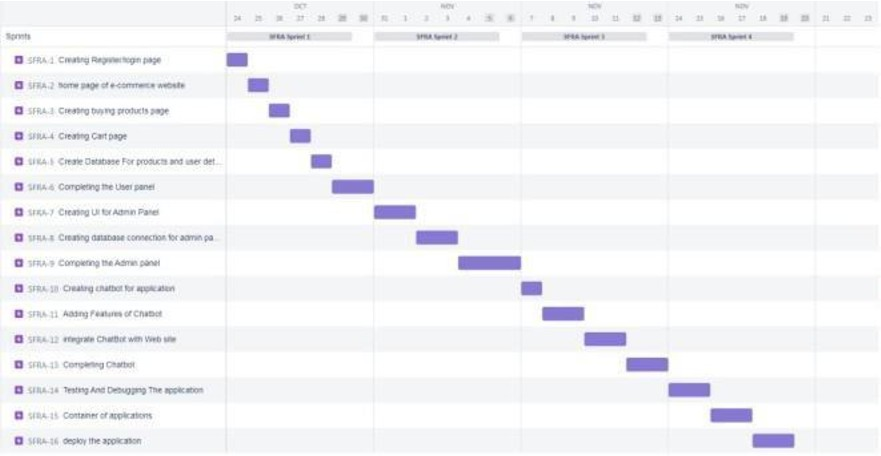 OCT NOV NOV NOV
24 25 26 27 28 29 30 31 1 2 3 4 5 6 7 8 9 10 11 12 13 14 15 16 17 18 19 20 21 22 23
Sprints SFRA Sprint 1 SFRA Sprint 2 SFRA Sprint 3 SFRA Sprint 4
SFRA-1 Creating Register/login page
SFRA-2 home page of e-commerce website
SFRA-3 Creating buying products page
SFRA-4 Creating Cart page
SFRA-5 Create Database For products and user det...
SFRA-6 Completing the User panel
SFRA-7 Creating UI for Admin Panel
SFRA-8 Creating database connection for admin pa...
SFRA-9 Completing the Admin panel
SFRA-10 Creating chatbot for application
SFRA-11 Adding Features of Chatbot
SFRA-12 integrate ChatBot with Web site
SFRA-13 Completing Chatbot
SFRA-14 Testing And Debugging The application
SFRA-15 Container of applications
SFRA-16 deploy the application